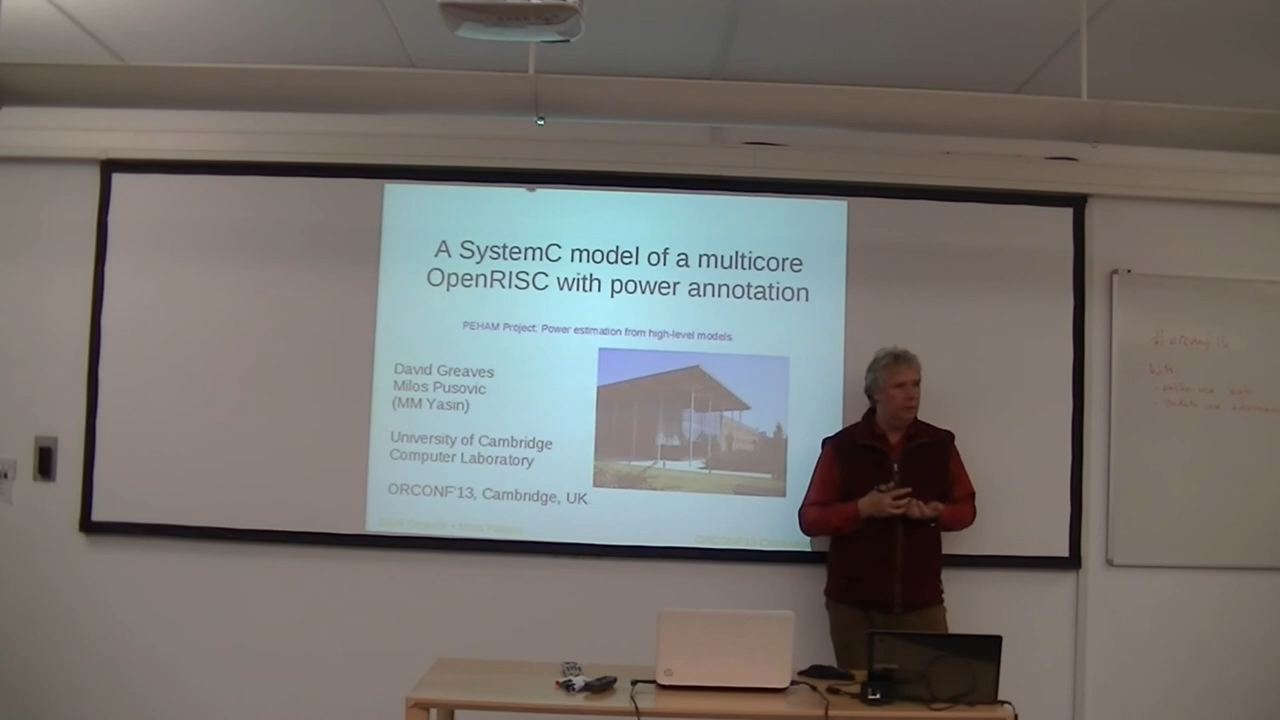 A SystemC model of a multicore
OpenRISC with power annotation
PEHAM Project: Power estimation from high-level models
David Greaves
Milos Pusovic
(MM Yasin)
University of Cambridge
Computer Laboratory
ORCONF'13, Cambridge, UK